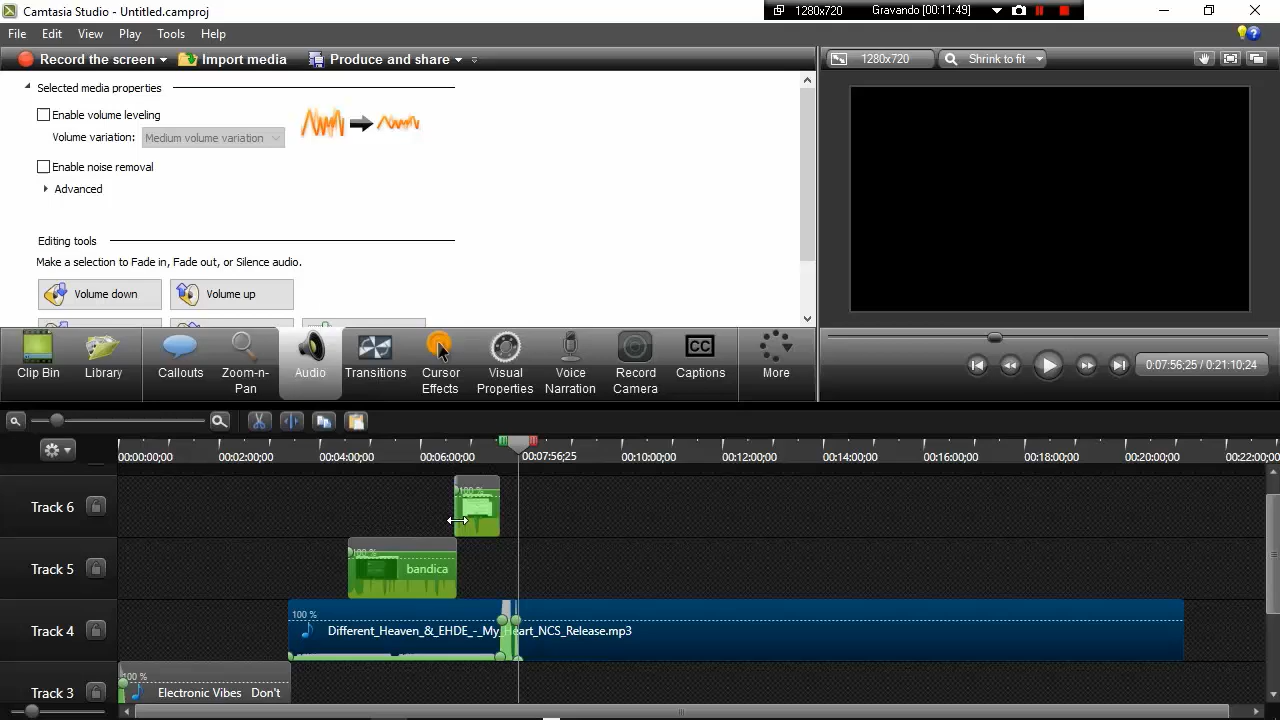 Camtasia Studio - Untitled.camproj
1280x720 Gravando [00:11:49]
File Edit View Play Tools Help
Record the screen Import media Produce and share
1280x720 Shrink to fit
Selected media properties
Enable volume leveling
Volume variation: Medium volume variation
Enable noise removal
Advanced
Editing tools
Make a selection to Fade in, Fade out, or Silence audio.
Volume down Volume up
Clip Bin Library Callouts Zoom-n-Pan Audio Transitions Cursor Effects Visual Properties Voice Narration Record Camera CC Captions More
0:07:56,25 / 0:21:10,24
00:00:00;00 00:02:00;00 00:04:00;00 00:06:00;00 00:07:56;25 00:10:00;00 00:12:00;00 00:14:00;00 00:16:00;00 00:18:00;00 00:20:00;00 00:22:00;00
Track 6 100 %
Track 5 100 % bandica
Track 4 100 % Different_Heaven_&_EHDE_-_My_Heart_NCS_Release.mp3
Track 3 100 % Electronic Vibes Don't